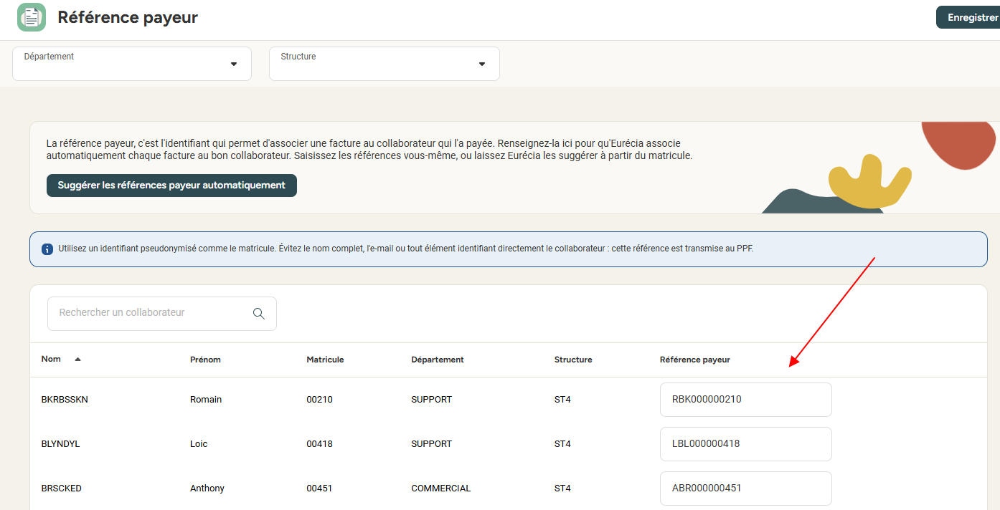 Référence payeur
Enregistrer
Département
Structure
La référence payeur, c'est l'identifiant qui permet d'associer une facture au collaborateur qui l'a payée. Renseignez-la ici pour qu'Eurécia associe
automatiquement chaque facture au bon collaborateur. Saisissez les références vous-même, ou laissez Eurécia les suggérer à partir du matricule.
Suggérer les références payeur automatiquement
Utilisez un identifiant pseudonymisé comme le matricule. Évitez le nom complet, l'e-mail ou tout élément identifiant directement le collaborateur : cette référence est transmise au PPF.
Rechercher un collaborateur
Nom Prénom Matricule Département Structure Référence payeur
BKRBSSKN Romain 00210 SUPPORT ST4 RBK000000210
BLYNDYL Loic 00418 SUPPORT ST4 LBL000000418
BRSCKED Anthony 00451 COMMERCIAL ST4 ABR000000451